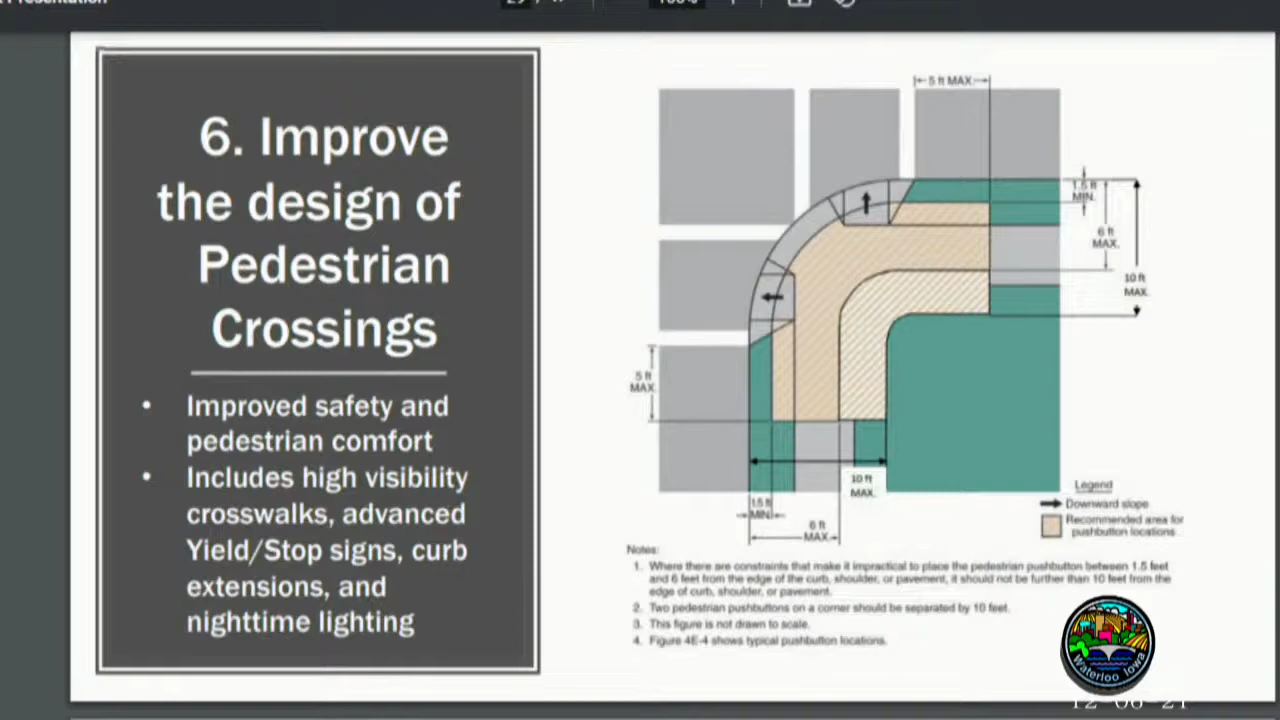 Presentation
6. Improve
the design of
Pedestrian
Crossings
• Improved safety and
pedestrian comfort
• Includes high visibility
crosswalks, advanced
Yield/Stop signs, curb
extensions, and
nighttime lighting
5 ft MAX.
1.5 ft
MIN.
6 ft
MAX.
10 ft
MAX.
5 ft
MAX.
10 ft
MAX.
1.5 ft
MIN.
6 ft
MAX.
Legend
Downward slope
Recommended area for
pushbutton locations
Notes:
1. Where there are constraints that make it impractical to place the pedestrian pushbutton between 1.5 feet
and 6 feet from the edge of the curb, shoulder, or pavement, it should not be further than 10 feet from the
edge of curb, shoulder, or pavement.
2. Two pedestrian pushbuttons on a corner should be separated by 10 feet.
3. This figure is not drawn to scale.
4. Figure 4E-4 shows typical pushbutton locations.
Waterloo Iowa
12-06-21